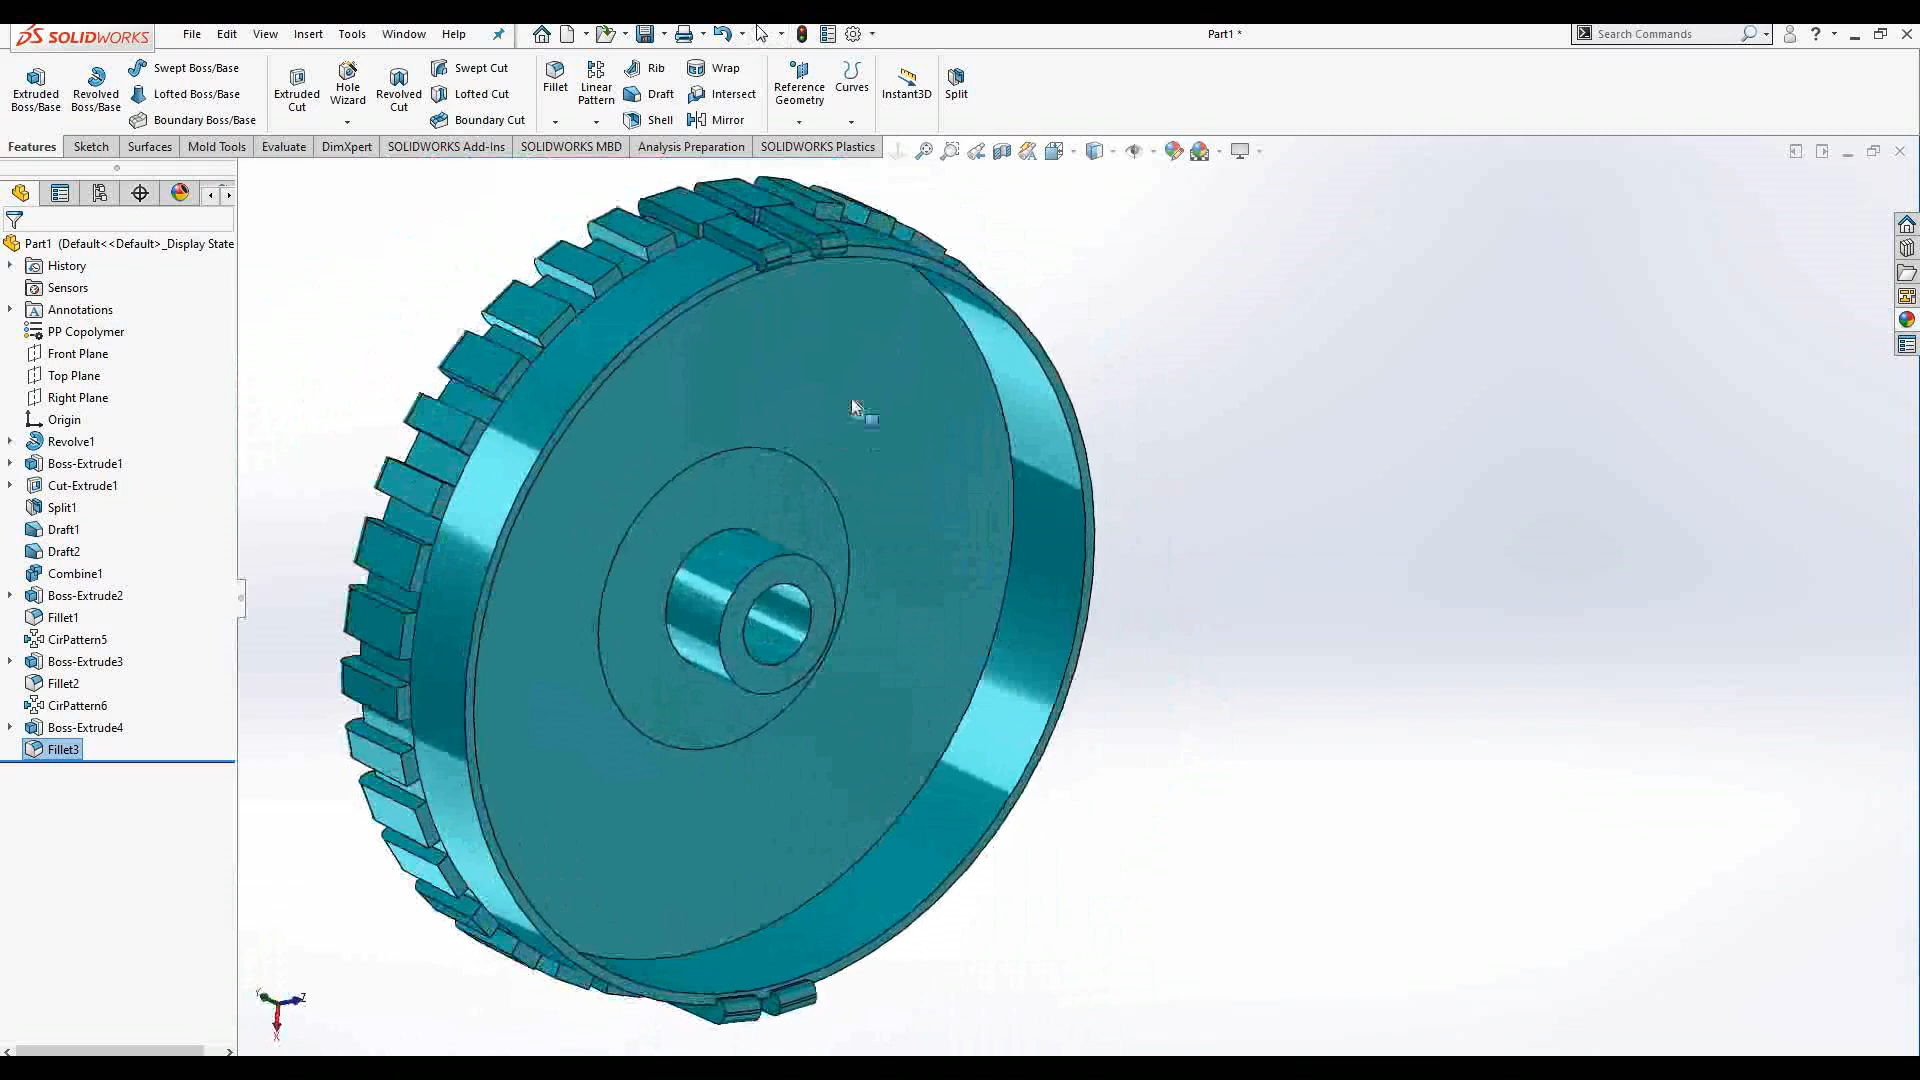 SOLIDWORKS
File Edit View Insert Tools Window Help
Part1 *
Search Commands
Extruded Boss/Base
Revolved Boss/Base
Swept Boss/Base
Lofted Boss/Base
Boundary Boss/Base
Extruded Cut
Hole Wizard
Revolved Cut
Swept Cut
Lofted Cut
Boundary Cut
Fillet
Linear Pattern
Rib
Draft
Shell
Wrap
Intersect
Mirror
Reference Geometry
Curves
Instant3D
Split
Features Sketch Surfaces Mold Tools Evaluate DimXpert SOLIDWORKS Add-Ins SOLIDWORKS MBD Analysis Preparation SOLIDWORKS Plastics
Part1 (Default<<Default>_Display State
History
Sensors
Annotations
PP Copolymer
Front Plane
Top Plane
Right Plane
Origin
Revolve1
Boss-Extrude1
Cut-Extrude1
Split1
Draft1
Draft2
Combine1
Boss-Extrude2
Fillet1
CirPattern5
Boss-Extrude3
Fillet2
CirPattern6
Boss-Extrude4
Fillet3
Y
Z
X